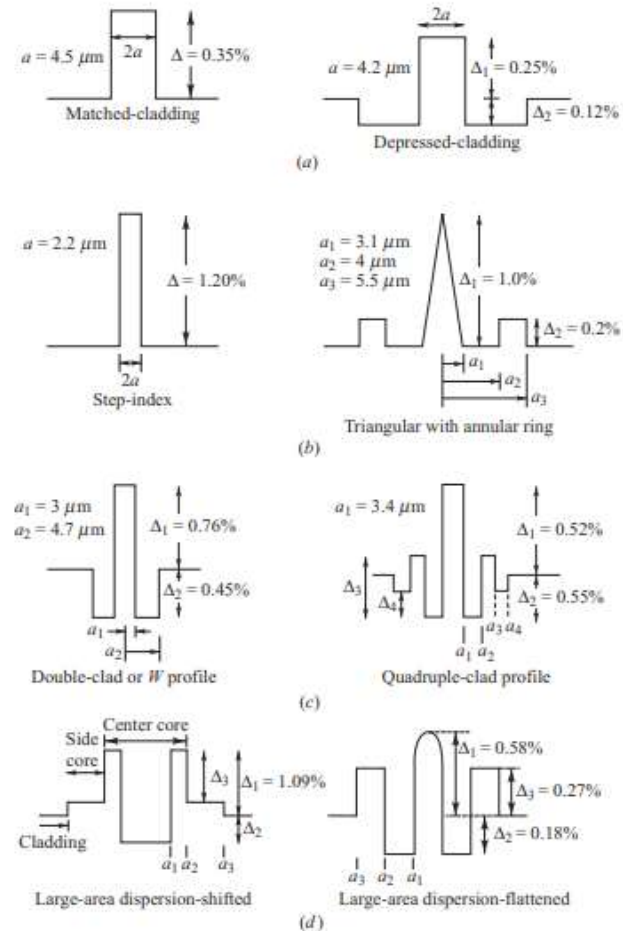 2a
a = 4.5 μm
2a
Δ = 0.35%
Matched-cladding
a = 4.2 μm
Δ₁ = 0.25%
Δ₂ = 0.12%
Depressed-cladding
(a)
a = 2.2 μm
Δ = 1.20%
2a
Step-index
a₁ = 3.1 μm
a₂ = 4 μm
a₃ = 5.5 μm
Δ₁ = 1.0%
Δ₂ = 0.2%
a₁
a₂
a₃
Triangular with annular ring
(b)
a₁ = 3 μm
a₂ = 4.7 μm
Δ₁ = 0.76%
Δ₂ = 0.45%
a₁
a₂
Double-clad or W profile
a₁ = 3.4 μm
Δ₁ = 0.52%
Δ₃
Δ₄
Δ₂ = 0.55%
a₃ a₄
a₁ a₂
Quadruple-clad profile
(c)
Center core
Side
core
Δ₃
Δ₁ = 1.09%
Δ₂
Cladding
a₁ a₂ a₃
Large-area dispersion-shifted
Δ₁ = 0.58%
Δ₃ = 0.27%
Δ₂ = 0.18%
a₃ a₂ a₁
Large-area dispersion-flattened
(d)